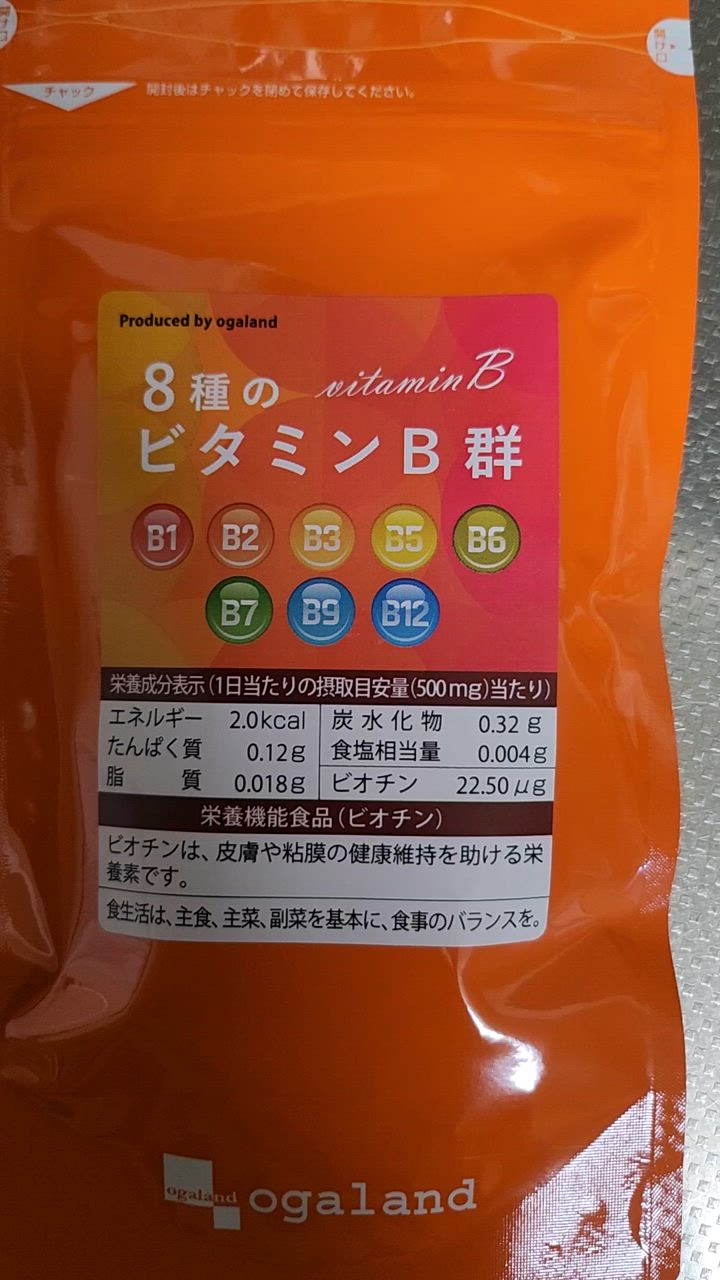 開け口
開け口
チャック
開封後はチャックを閉めて保存してください。
Produced by ogaland
vitamin B
8種の
ビタミンB群
B1 B2 B3 B5 B6
B7 B9 B12
栄養成分表示(1日当たりの摂取目安量(500mg)当たり)
エネルギー 2.0kcal 炭水化物 0.32g
たんぱく質 0.12g 食塩相当量 0.004g
脂質 0.018g ビオチン 22.50μg
栄養機能食品(ビオチン)
ビオチンは、皮膚や粘膜の健康維持を助ける栄
養素です。
食生活は、主食、主菜、副菜を基本に、食事のバランスを。
ogaland ogaland